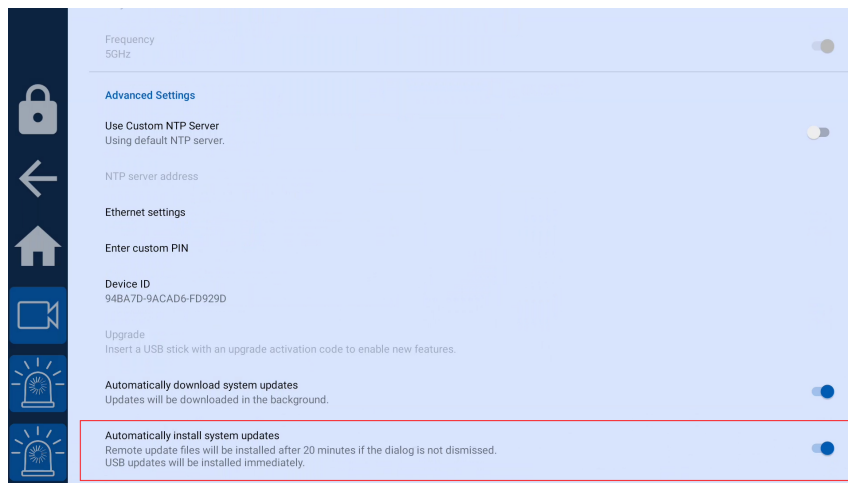 Frequency
5GHz
Advanced Settings
Use Custom NTP Server
Using default NTP server.
NTP server address
Ethernet settings
Enter custom PIN
Device ID
94BA7D-9ACAD6-FD929D
Upgrade
Insert a USB stick with an upgrade activation code to enable new features.
Automatically download system updates
Updates will be downloaded in the background.
Automatically install system updates
Remote update files will be installed after 20 minutes if the dialog is not dismissed.
USB updates will be installed immediately.